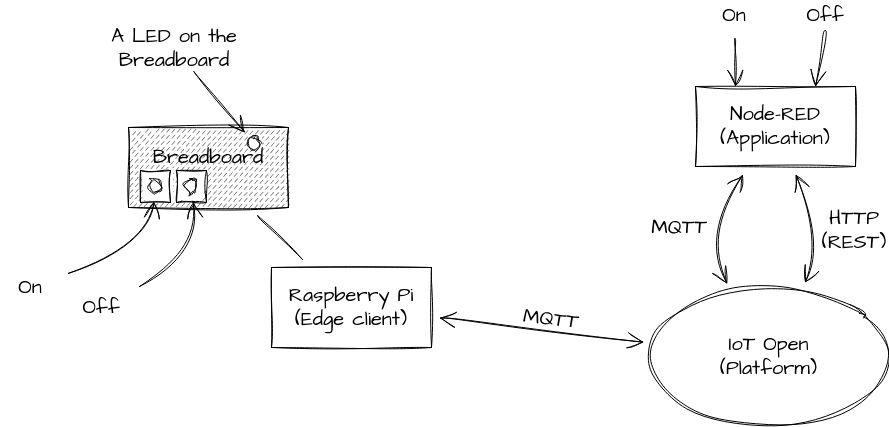 A LED on the
Breadboard
Breadboard
On
Off
Raspberry Pi
(Edge client)
MQTT
On
Off
Node-RED
(Application)
MQTT
HTTP
(REST)
IoT Open
(Platform)